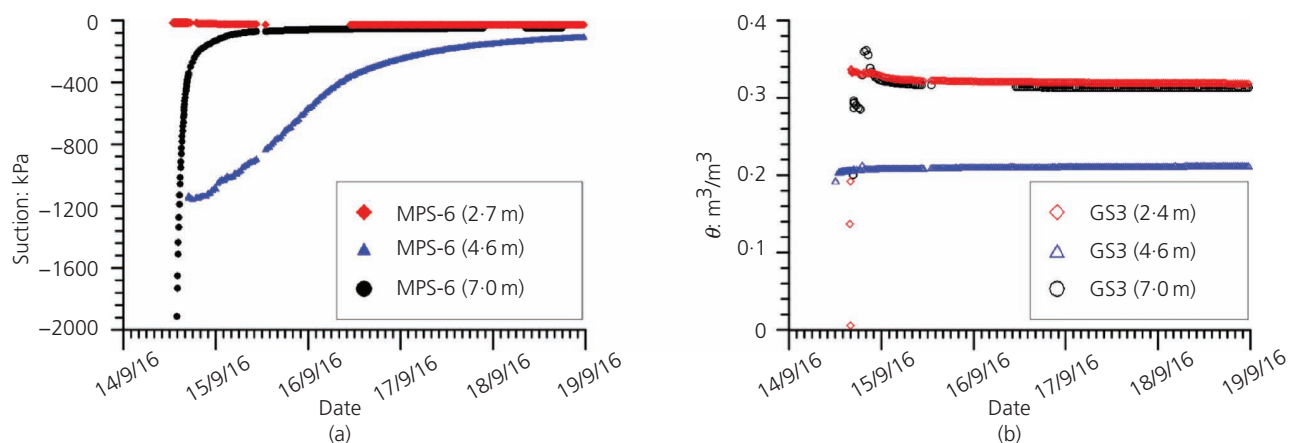 0
−400
−800
−1200
−1600
−2000
Suction: kPa
MPS-6 (2·7 m)
MPS-6 (4·6 m)
MPS-6 (7·0 m)
14/9/16
15/9/16
16/9/16
17/9/16
18/9/16
19/9/16
Date
(a)
0·4
0·3
0·2
0·1
0
θ: m³/m³
GS3 (2·4 m)
GS3 (4·6 m)
GS3 (7·0 m)
14/9/16
15/9/16
16/9/16
17/9/16
18/9/16
19/9/16
Date
(b)